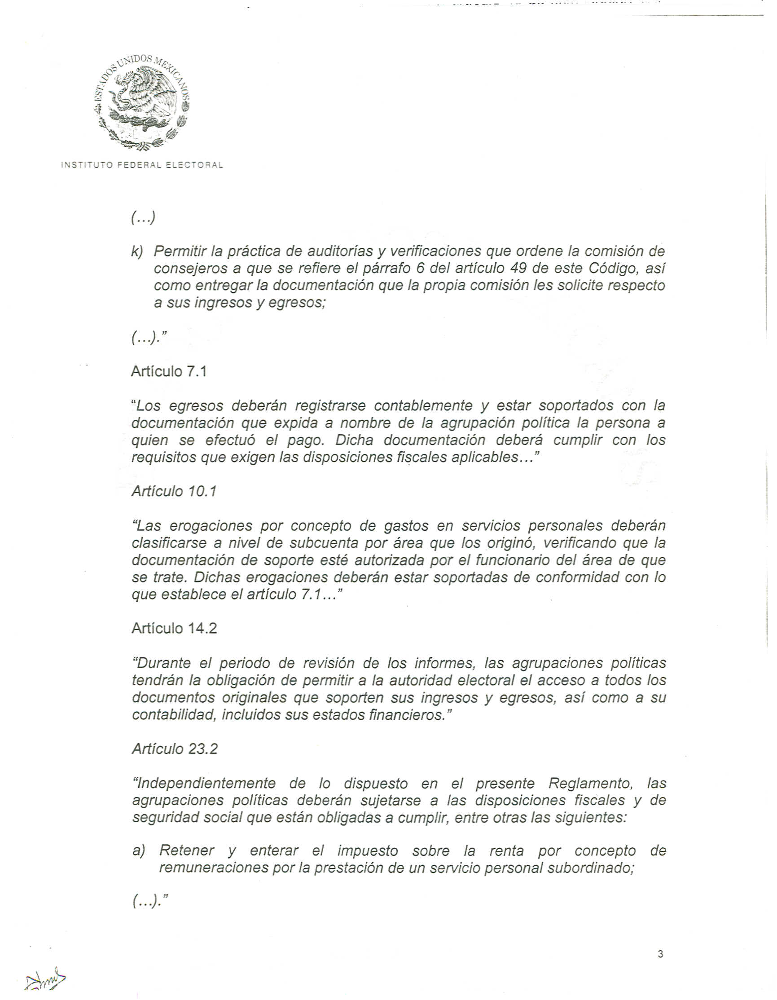 ESTADOS UNIDOS MEXICANOS
INSTITUTO FEDERAL ELECTORAL
(...)
k) Permitir la práctica de auditorías y verificaciones que ordene la comisión de
consejeros a que se refiere el párrafo 6 del artículo 49 de este Código, así
como entregar la documentación que la propia comisión les solicite respecto
a sus ingresos y egresos;
(...).”
Artículo 7.1
“Los egresos deberán registrarse contablemente y estar soportados con la
documentación que expida a nombre de la agrupación política la persona a
quien se efectuó el pago. Dicha documentación deberá cumplir con los
requisitos que exigen las disposiciones fiscales aplicables...”
Artículo 10.1
“Las erogaciones por concepto de gastos en servicios personales deberán
clasificarse a nivel de subcuenta por área que los originó, verificando que la
documentación de soporte esté autorizada por el funcionario del área de que
se trate. Dichas erogaciones deberán estar soportadas de conformidad con lo
que establece el artículo 7.1...”
Artículo 14.2
“Durante el periodo de revisión de los informes, las agrupaciones políticas
tendrán la obligación de permitir a la autoridad electoral el acceso a todos los
documentos originales que soporten sus ingresos y egresos, así como a su
contabilidad, incluidos sus estados financieros.”
Artículo 23.2
“Independientemente de lo dispuesto en el presente Reglamento, las
agrupaciones políticas deberán sujetarse a las disposiciones fiscales y de
seguridad social que están obligadas a cumplir, entre otras las siguientes:
a) Retener y enterar el impuesto sobre la renta por concepto de
remuneraciones por la prestación de un servicio personal subordinado;
(...).”
3